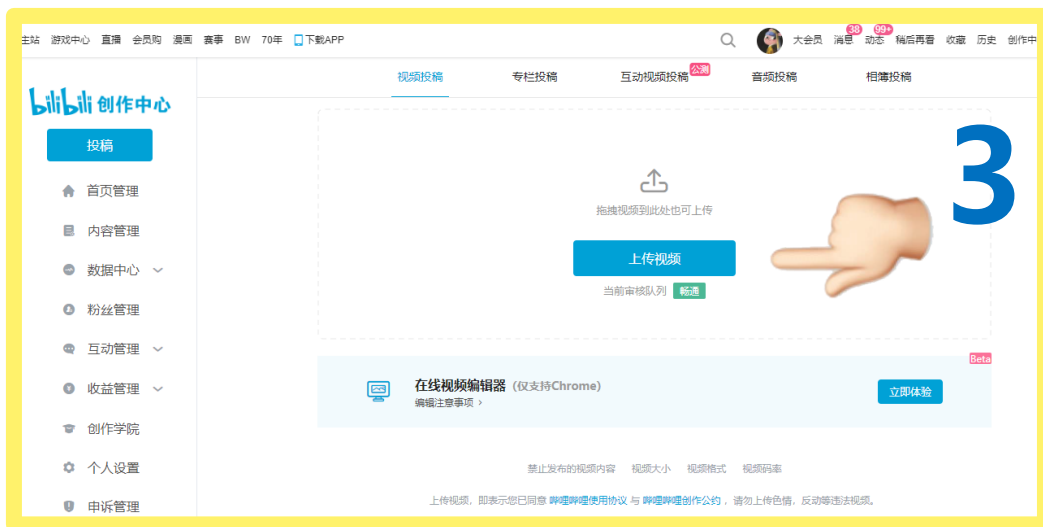 主站 游戏中心 直播 会员购 漫画 赛事 BW 70年 下载APP 大会员 消息 38 动态 99+ 稍后再看 收藏 历史 创作中
bilibili 创作中心
投稿
首页管理
内容管理
数据中心
粉丝管理
互动管理
收益管理
创作学院
个人设置
申诉管理
视频投稿 专栏投稿 互动视频投稿 公测 音频投稿 相簿投稿
拖拽视频到此处也可上传
上传视频
当前审核队列 畅通
3
Beta
在线视频编辑器（仅支持Chrome）
编辑注意事项 ›
立即体验
禁止发布的视频内容 视频大小 视频格式 视频码率
上传视频，即表示您已同意 哔哩哔哩使用协议 与 哔哩哔哩创作公约 ，请勿上传色情，反动等违法视频。